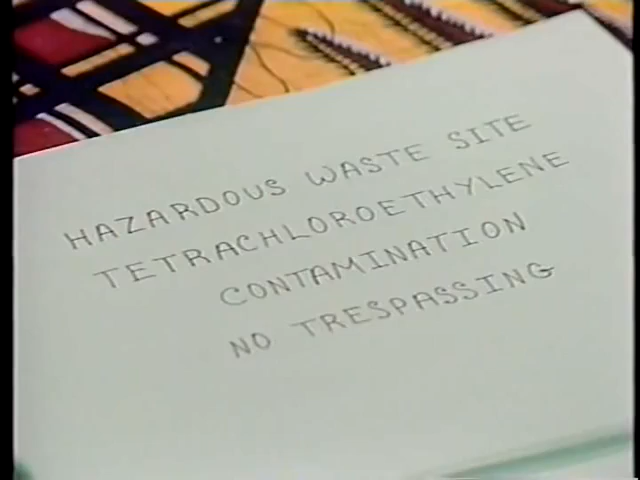 HAZARDOUS WASTE SITE
TETRACHLOROETHYLENE
CONTAMINATION
NO TRESPASSING